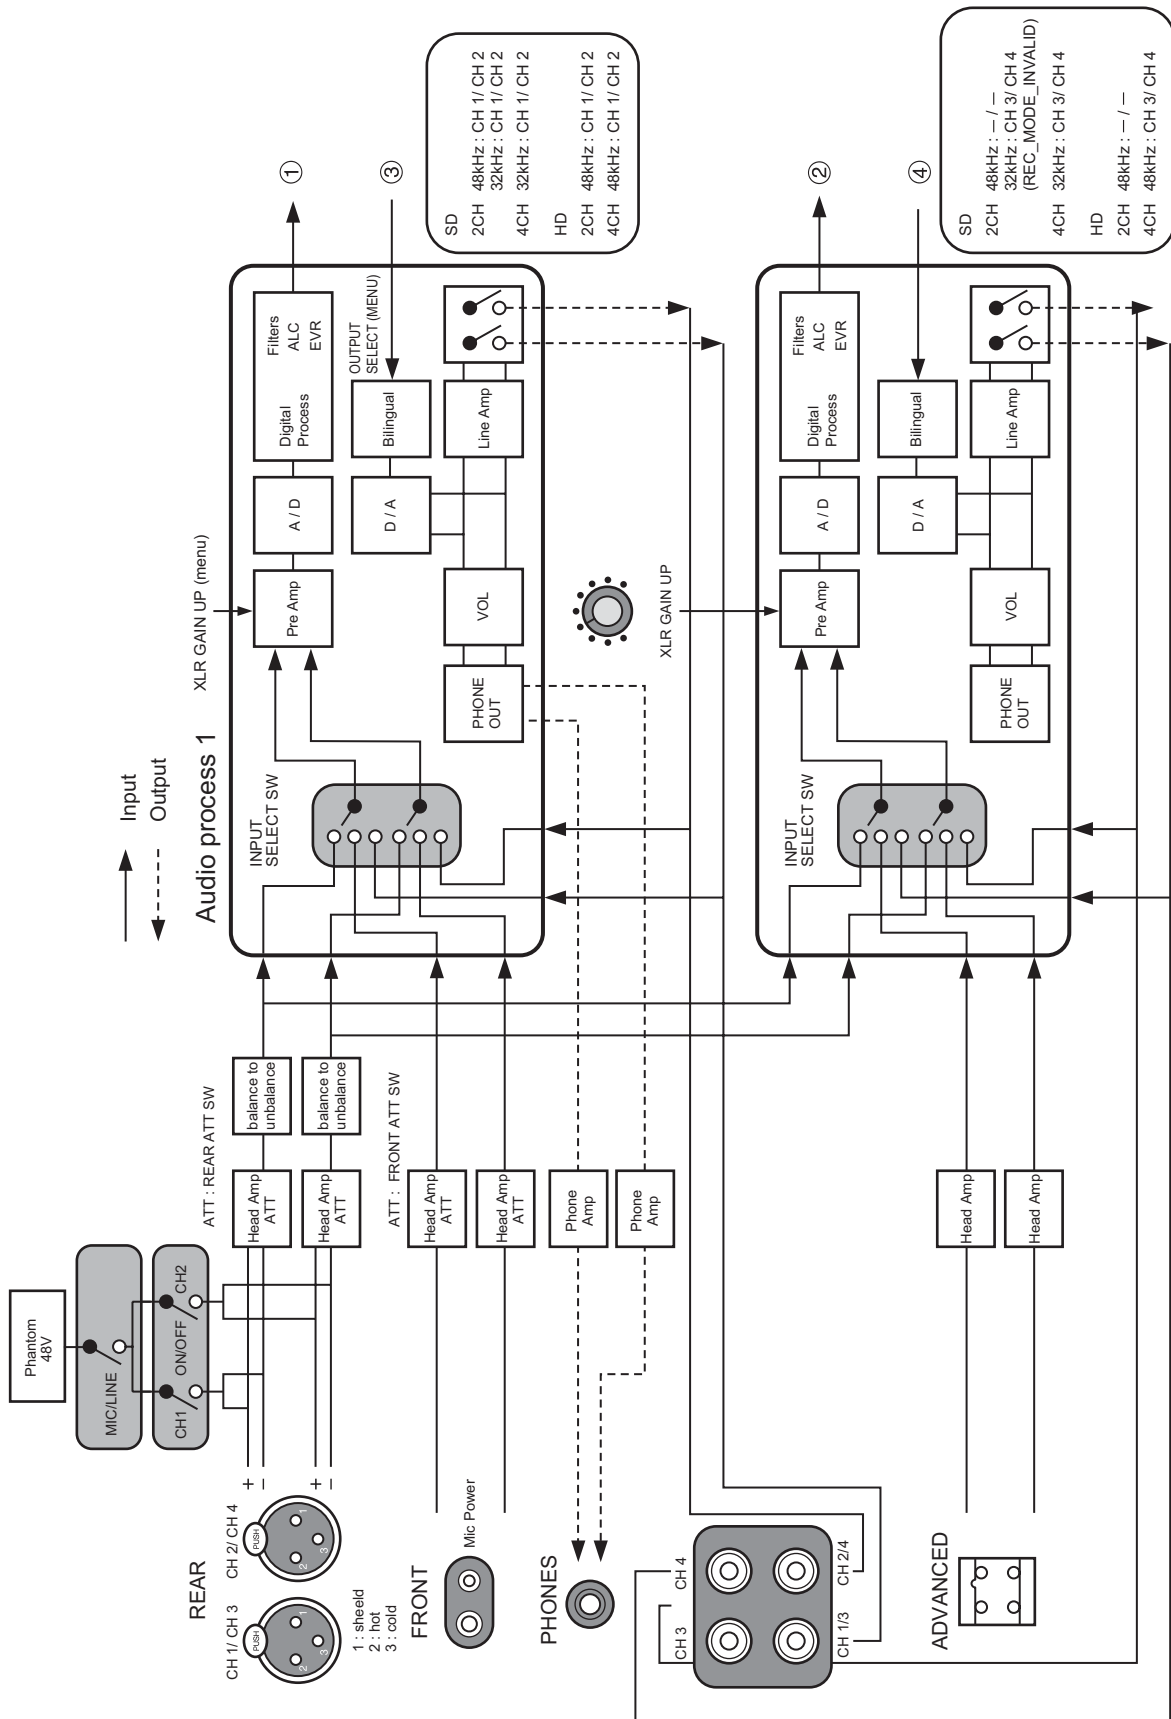 Phantom
48V
MIC/LINE
CH1
ON/OFF
CH2
REAR
CH 1/ CH 3
CH 2/ CH 4
PUSH
1
2
3
PUSH
1
2
3
+
−
+
−
1 : sheeld
2 : hot
3 : cold
FRONT
Mic Power
PHONES
CH 3
CH 4
CH 1/3
CH 2/4
ADVANCED
ATT : REAR ATT SW
Head Amp
ATT
Head Amp
ATT
balance to
unbalance
balance to
unbalance
ATT : FRONT ATT SW
Head Amp
ATT
Head Amp
ATT
Phone
Amp
Phone
Amp
Head Amp
Head Amp
Input
Output
Audio process 1
XLR GAIN UP (menu)
INPUT
SELECT SW
Pre Amp
A / D
Digital
Process
Filters
ALC
EVR
①
OUTPUT
SELECT (MENU)
③
PHONE
OUT
VOL
D / A
Bilingual
Line Amp
SD
2CH 48kHz : CH 1/ CH 2
32kHz : CH 1/ CH 2
4CH 32kHz : CH 1/ CH 2
HD
2CH 48kHz : CH 1/ CH 2
4CH 48kHz : CH 1/ CH 2
XLR GAIN UP
INPUT
SELECT SW
Pre Amp
A / D
Digital
Process
Filters
ALC
EVR
②
④
PHONE
OUT
VOL
D / A
Bilingual
Line Amp
SD
2CH 48kHz : — / —
32kHz : CH 3/ CH 4
(REC_MODE_INVALID)
4CH 32kHz : CH 3/ CH 4
HD
2CH 48kHz : — / —
4CH 48kHz : CH 3/ CH 4